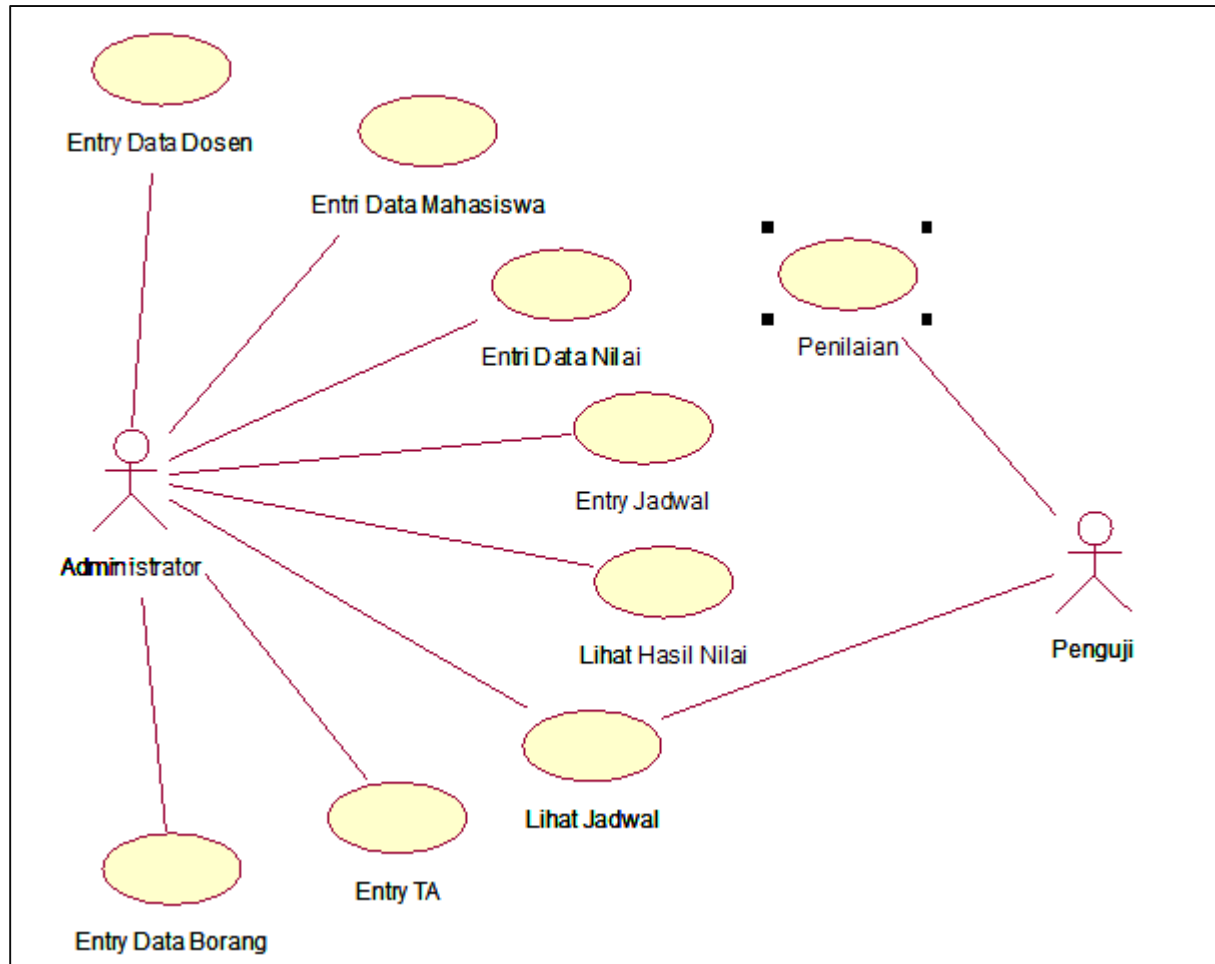 Entry Data Dosen
Entri Data Mahasiswa
Entri Data Nilai
Penilaian
Entry Jadwal
Administrator
Lihat Hasil Nilai
Penguji
Lihat Jadwal
Entry TA
Entry Data Borang